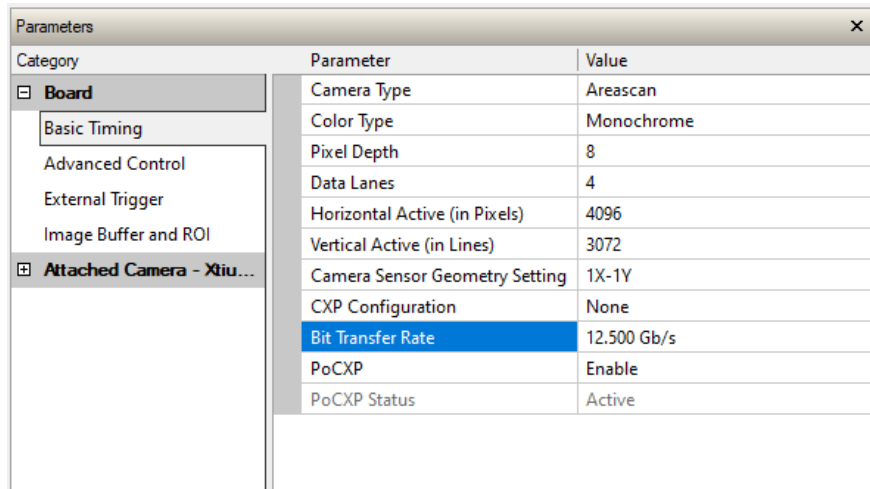 Parameters ×
Category Parameter Value
Board
Basic Timing
Advanced Control
External Trigger
Image Buffer and ROI
Attached Camera - Xtiu...
Camera Type Areascan
Color Type Monochrome
Pixel Depth 8
Data Lanes 4
Horizontal Active (in Pixels) 4096
Vertical Active (in Lines) 3072
Camera Sensor Geometry Setting 1X-1Y
CXP Configuration None
Bit Transfer Rate 12.500 Gb/s
PoCXP Enable
PoCXP Status Active